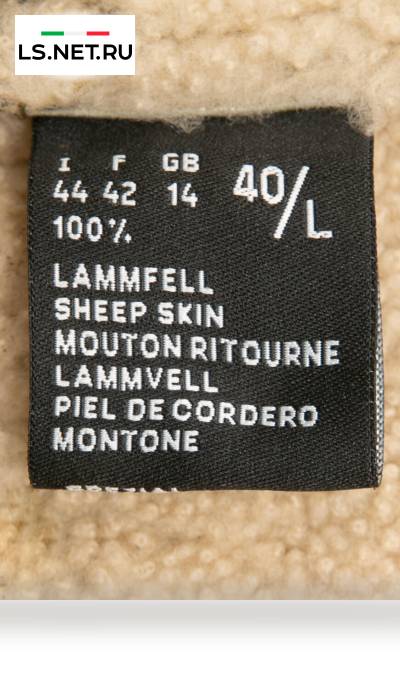 LS.NET.RU
I F GB
44 42 14 40/L
100%
LAMMFELL
SHEEP SKIN
MOUTON RITOURNE
LAMMVELL
PIEL DE CORDERO
MONTONE